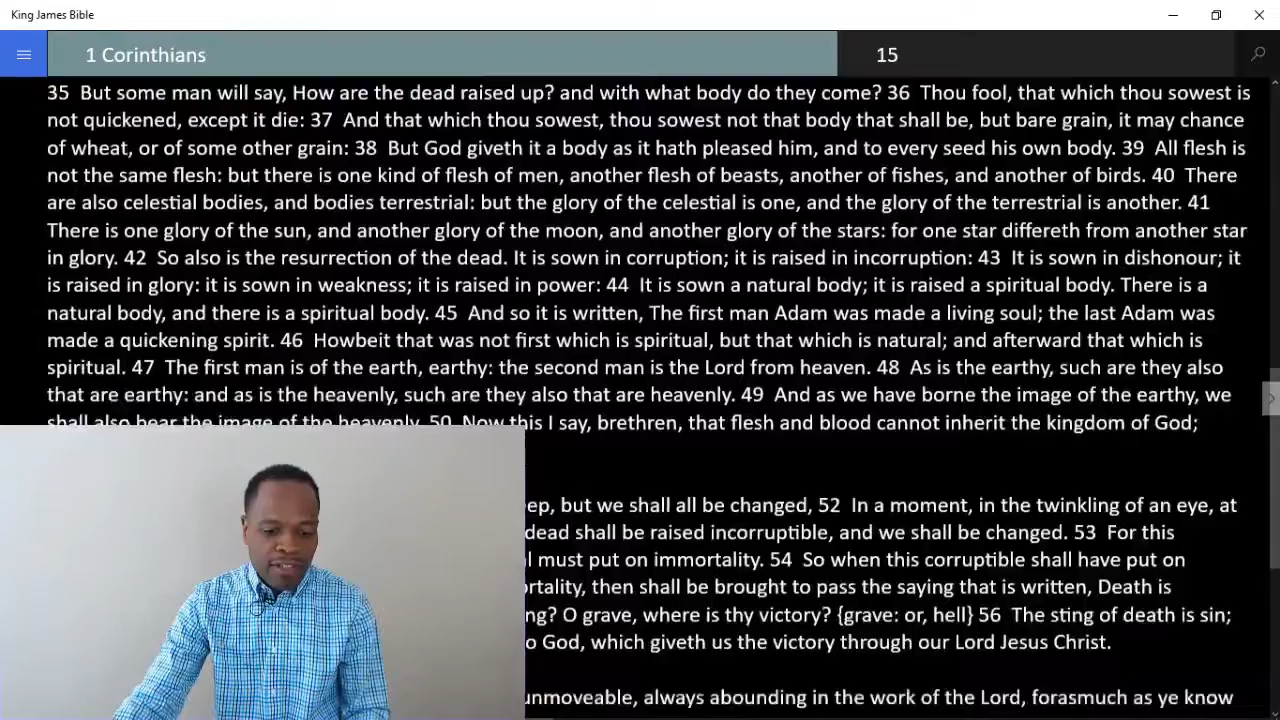 King James Bible
1 Corinthians
15
35 But some man will say, How are the dead raised up? and with what body do they come? 36 Thou fool, that which thou sowest is
not quickened, except it die: 37 And that which thou sowest, thou sowest not that body that shall be, but bare grain, it may chance
of wheat, or of some other grain: 38 But God giveth it a body as it hath pleased him, and to every seed his own body. 39 All flesh is
not the same flesh: but there is one kind of flesh of men, another flesh of beasts, another of fishes, and another of birds. 40 There
are also celestial bodies, and bodies terrestrial: but the glory of the celestial is one, and the glory of the terrestrial is another. 41
There is one glory of the sun, and another glory of the moon, and another glory of the stars: for one star differeth from another star
in glory. 42 So also is the resurrection of the dead. It is sown in corruption; it is raised in incorruption: 43 It is sown in dishonour; it
is raised in glory: it is sown in weakness; it is raised in power: 44 It is sown a natural body; it is raised a spiritual body. There is a
natural body, and there is a spiritual body. 45 And so it is written, The first man Adam was made a living soul; the last Adam was
made a quickening spirit. 46 Howbeit that was not first which is spiritual, but that which is natural; and afterward that which is
spiritual. 47 The first man is of the earth, earthy: the second man is the Lord from heaven. 48 As is the earthy, such are they also
that are earthy: and as is the heavenly, such are they also that are heavenly. 49 And as we have borne the image of the earthy, we
shall also bear the image of the heavenly. 50 Now this I say, brethren, that flesh and blood cannot inherit the kingdom of God;
but we shall all be changed, 52 In a moment, in the twinkling of an eye, at
dead shall be raised incorruptible, and we shall be changed. 53 For this
must put on immortality. 54 So when this corruptible shall have put on
then shall be brought to pass the saying that is written, Death is
O grave, where is thy victory? {grave: or, hell} 56 The sting of death is sin;
God, which giveth us the victory through our Lord Jesus Christ.
unmoveable, always abounding in the work of the Lord, forasmuch as ye know